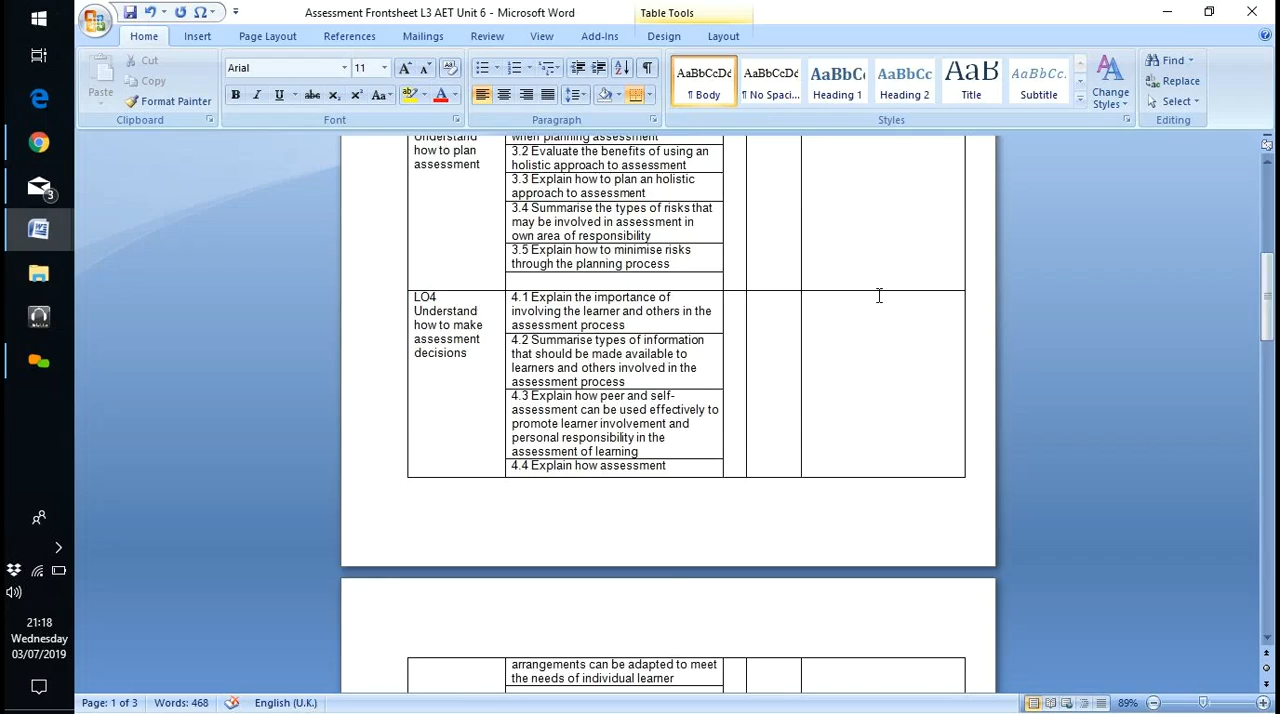 Assessment Frontsheet L3 AET Unit 6 - Microsoft Word
Table Tools
Home Insert Page Layout References Mailings Review View Add-Ins Design Layout
Paste
Cut
Copy
Format Painter
Clipboard
Arial 11
B I U abc x₂ x² Aa
Font
Paragraph
AaBbCcDc AaBbCcDc AaBbC AaBbCc AaB AaBbCc.
¶ Body ¶ No Spaci... Heading 1 Heading 2 Title Subtitle
Change Styles
Styles
Find
Replace
Select
Editing
Understand
how to plan
assessment
when planning assessment
3.2 Evaluate the benefits of using an
holistic approach to assessment
3.3 Explain how to plan an holistic
approach to assessment
3.4 Summarise the types of risks that
may be involved in assessment in
own area of responsibility
3.5 Explain how to minimise risks
through the planning process
LO4
Understand
how to make
assessment
decisions
4.1 Explain the importance of
involving the learner and others in the
assessment process
4.2 Summarise types of information
that should be made available to
learners and others involved in the
assessment process
4.3 Explain how peer and self-
assessment can be used effectively to
promote learner involvement and
personal responsibility in the
assessment of learning
4.4 Explain how assessment
arrangements can be adapted to meet
the needs of individual learner
3
21:18
Wednesday
03/07/2019
Page: 1 of 3 Words: 468 English (U.K.) 89%